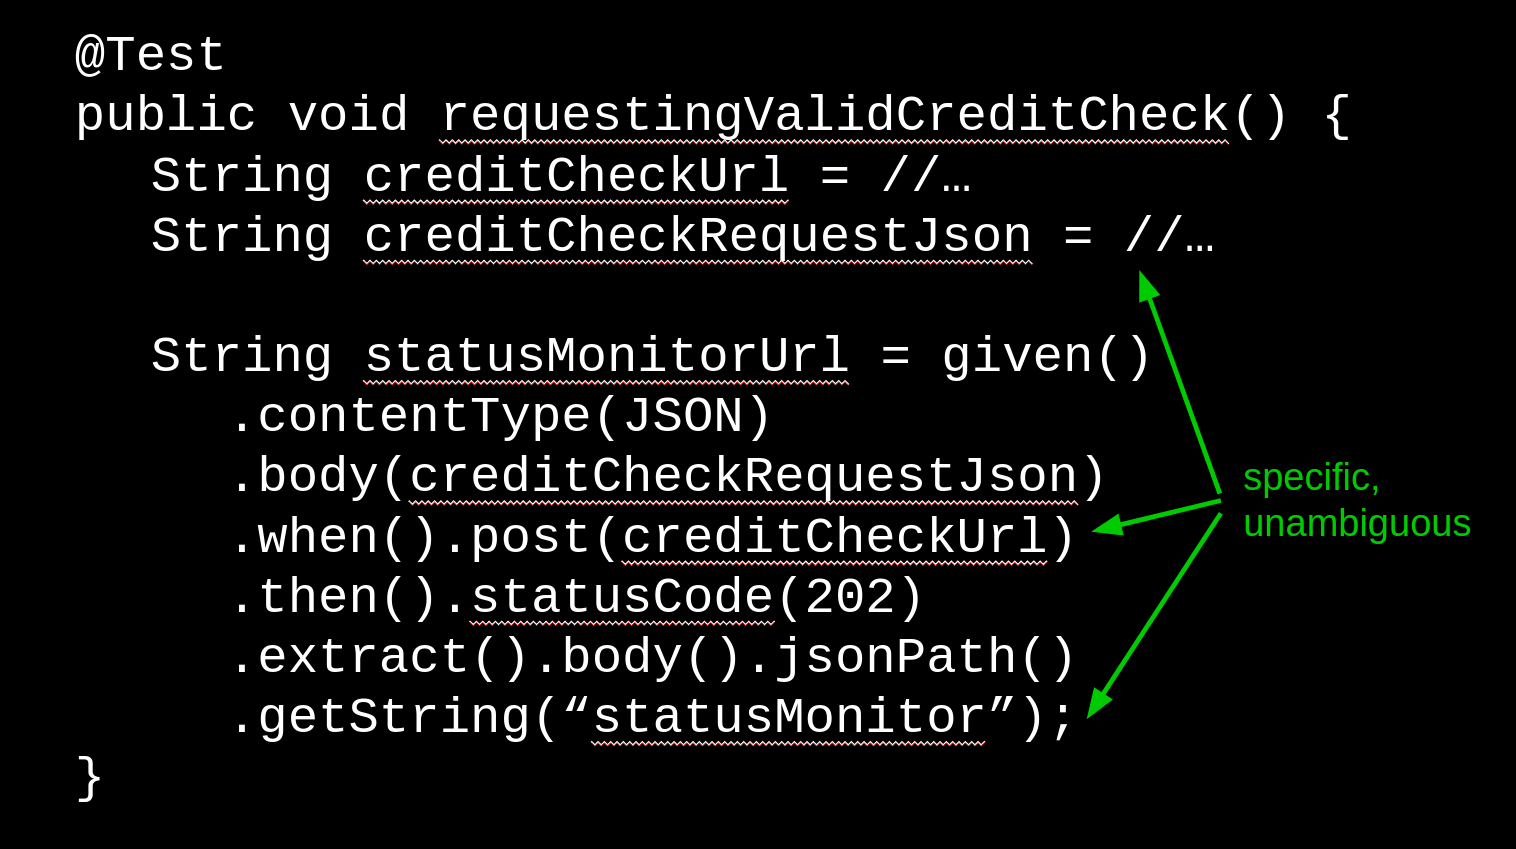 @Test
public void requestingValidCreditCheck() {
String creditCheckUrl = //…
String creditCheckRequestJson = //…
String statusMonitorUrl = given()
.contentType(JSON)
.body(creditCheckRequestJson)
.when().post(creditCheckUrl)
.then().statusCode(202)
.extract().body().jsonPath()
.getString(“statusMonitor”);
}
specific,
unambiguous